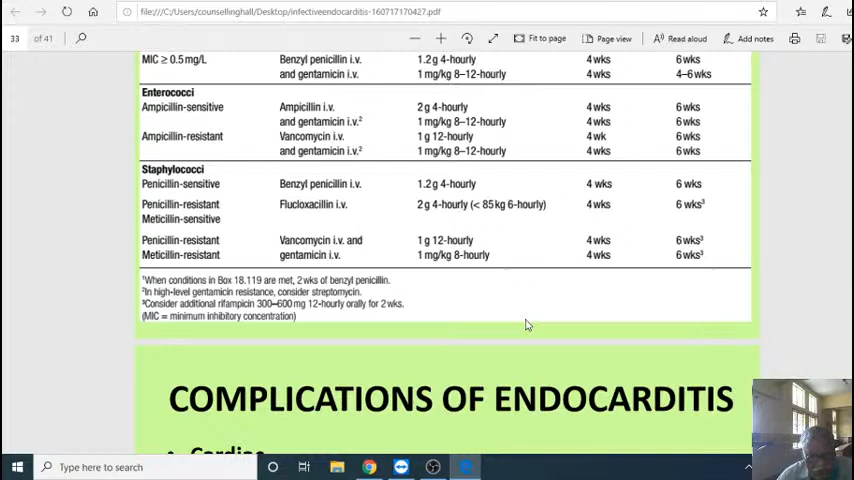 file:///C:/Users/counsellinghall/Desktop/infectiveendocarditis-160717170427.pdf
33 of 41
Fit to page
Page view
Read aloud
Add notes
MIC ≥ 0.5 mg/L Benzyl penicillin i.v. 1.2 g 4-hourly 4 wks 6 wks
and gentamicin i.v. 1 mg/kg 8–12-hourly 4 wks 4–6 wks
Enterococci
Ampicillin-sensitive Ampicillin i.v. 2 g 4-hourly 4 wks 6 wks
and gentamicin i.v.² 1 mg/kg 8–12-hourly 4 wks 6 wks
Ampicillin-resistant Vancomycin i.v. 1 g 12-hourly 4 wk 6 wks
and gentamicin i.v.² 1 mg/kg 8–12-hourly 4 wks 6 wks
Staphylococci
Penicillin-sensitive Benzyl penicillin i.v. 1.2 g 4-hourly 4 wks 6 wks
Penicillin-resistant Flucloxacillin i.v. 2 g 4-hourly (< 85 kg 6-hourly) 4 wks 6 wks³
Meticillin-sensitive
Penicillin-resistant Vancomycin i.v. and 1 g 12-hourly 4 wks 6 wks³
Meticillin-resistant gentamicin i.v. 1 mg/kg 8-hourly 4 wks 6 wks³
¹When conditions in Box 18.119 are met, 2 wks of benzyl penicillin.
²In high-level gentamicin resistance, consider streptomycin.
³Consider additional rifampicin 300–600 mg 12-hourly orally for 2 wks.
(MIC = minimum inhibitory concentration)
COMPLICATIONS OF ENDOCARDITIS
• Cardiac
Type here to search